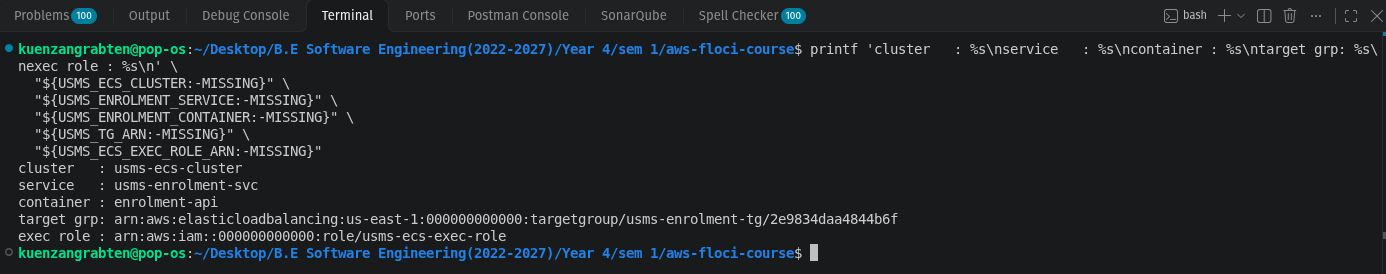 Problems 100 Output Debug Console Terminal Ports Postman Console SonarQube Spell Checker 100 bash
kuenzangrabten@pop-os:~/Desktop/B.E Software Engineering(2022-2027)/Year 4/sem 1/aws-floci-course$ printf 'cluster   : %s\nservice   : %s\ncontainer : %s\ntarget grp: %s\
nexec role : %s\n' \
  "${USMS_ECS_CLUSTER:-MISSING}" \
  "${USMS_ENROLMENT_SERVICE:-MISSING}" \
  "${USMS_ENROLMENT_CONTAINER:-MISSING}" \
  "${USMS_TG_ARN:-MISSING}" \
  "${USMS_ECS_EXEC_ROLE_ARN:-MISSING}"
cluster   : usms-ecs-cluster
service   : usms-enrolment-svc
container : enrolment-api
target grp: arn:aws:elasticloadbalancing:us-east-1:000000000000:targetgroup/usms-enrolment-tg/2e9834daa4844b6f
exec role : arn:aws:iam::000000000000:role/usms-ecs-exec-role
kuenzangrabten@pop-os:~/Desktop/B.E Software Engineering(2022-2027)/Year 4/sem 1/aws-floci-course$